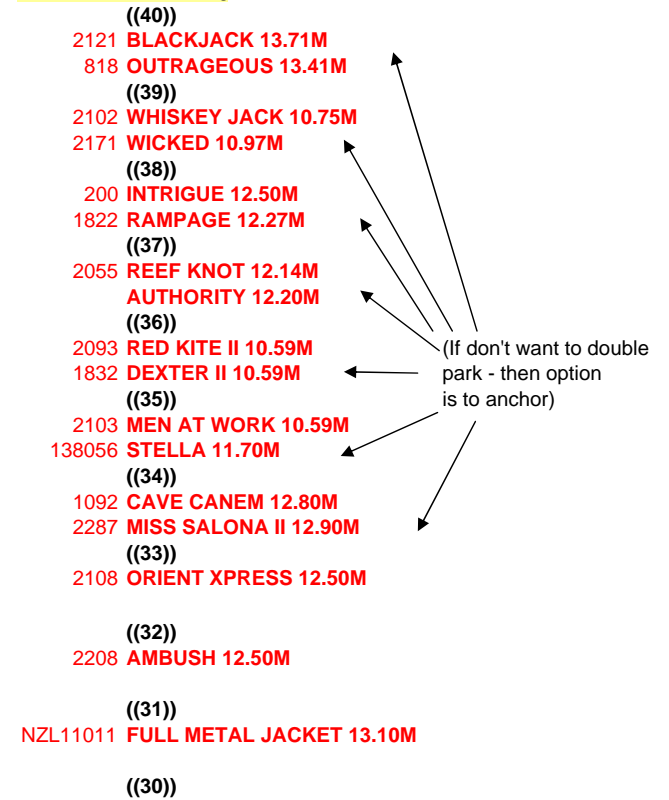 ((40))
2121 BLACKJACK 13.71M
818 OUTRAGEOUS 13.41M
((39))
2102 WHISKEY JACK 10.75M
2171 WICKED 10.97M
((38))
200 INTRIGUE 12.50M
1822 RAMPAGE 12.27M
((37))
2055 REEF KNOT 12.14M
AUTHORITY 12.20M
((36))
2093 RED KITE II 10.59M
1832 DEXTER II 10.59M
(If don't want to double
park - then option
is to anchor)
((35))
2103 MEN AT WORK 10.59M
138056 STELLA 11.70M
((34))
1092 CAVE CANEM 12.80M
2287 MISS SALONA II 12.90M
((33))
2108 ORIENT XPRESS 12.50M
((32))
2208 AMBUSH 12.50M
((31))
NZL11011 FULL METAL JACKET 13.10M
((30))